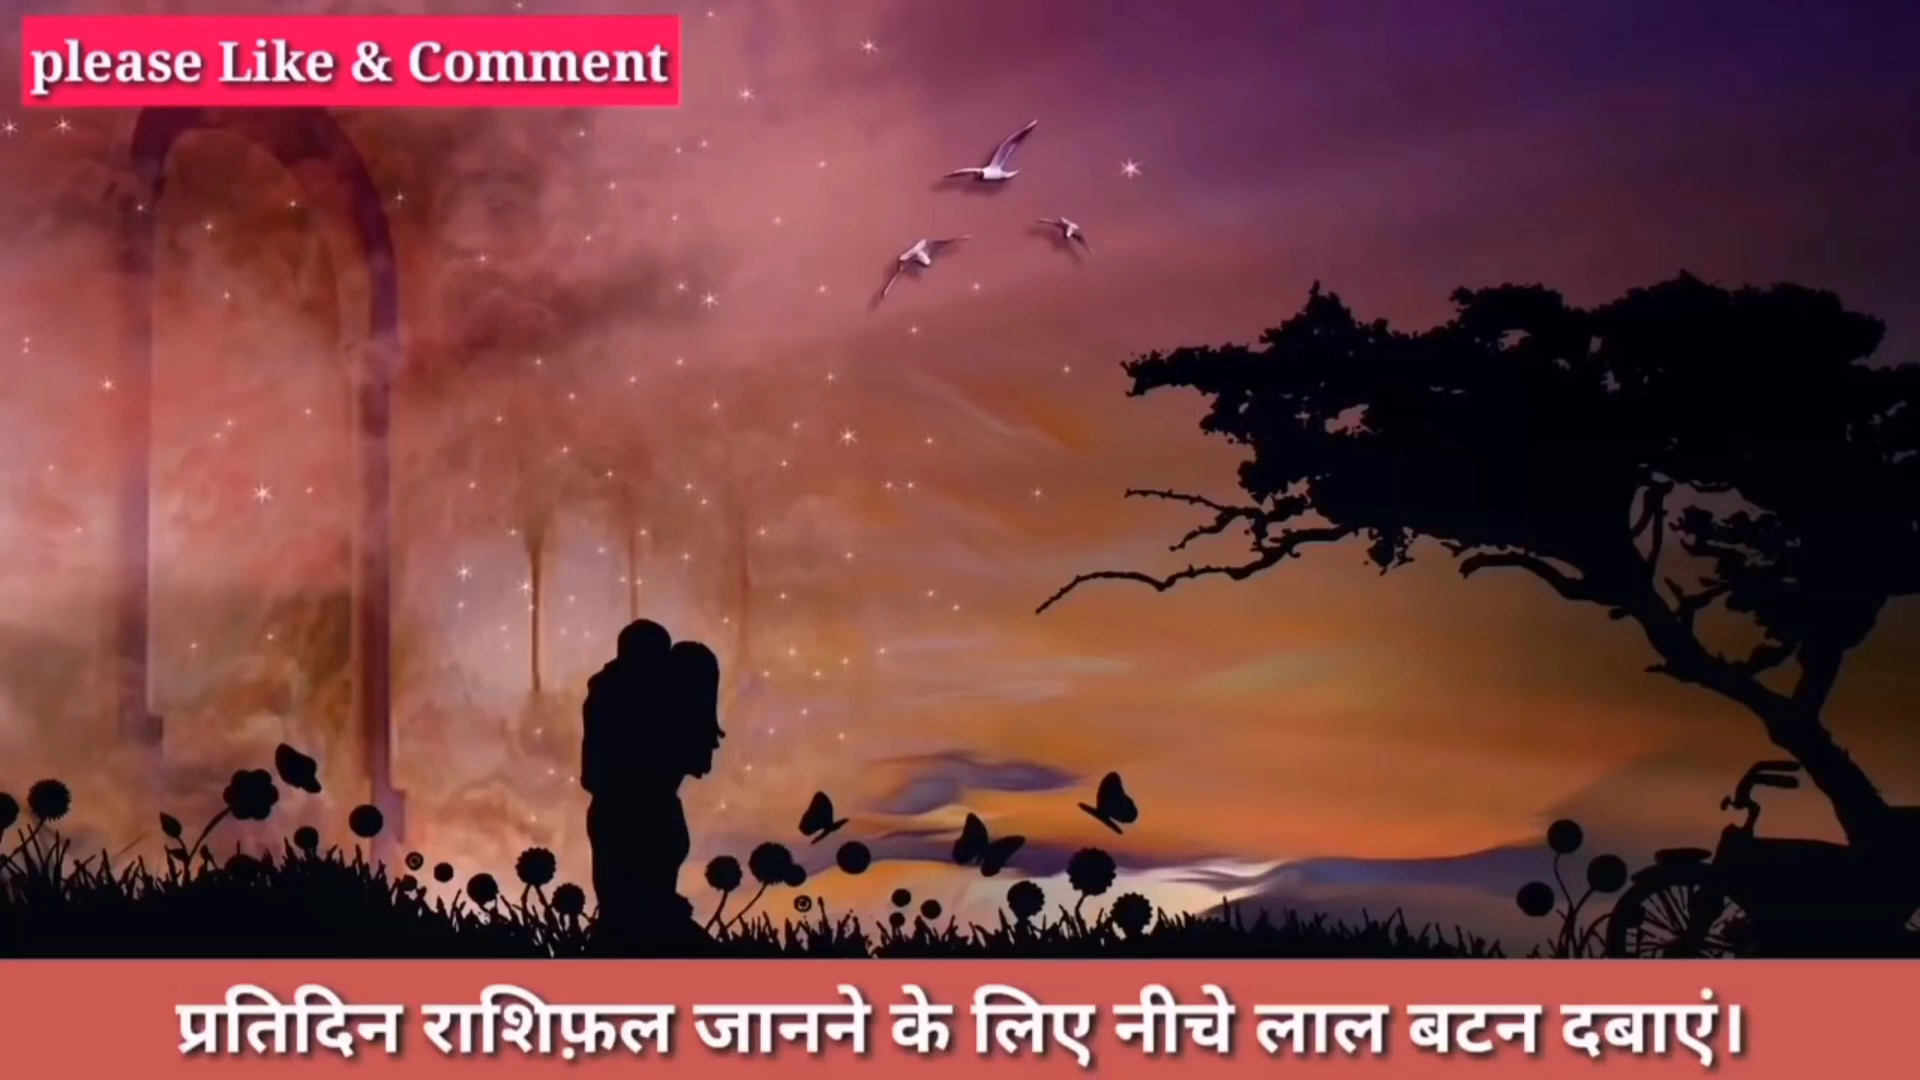 please Like & Comment
प्रतिदिन राशिफ़ल जानने के लिए नीचे लाल बटन दबाएं।